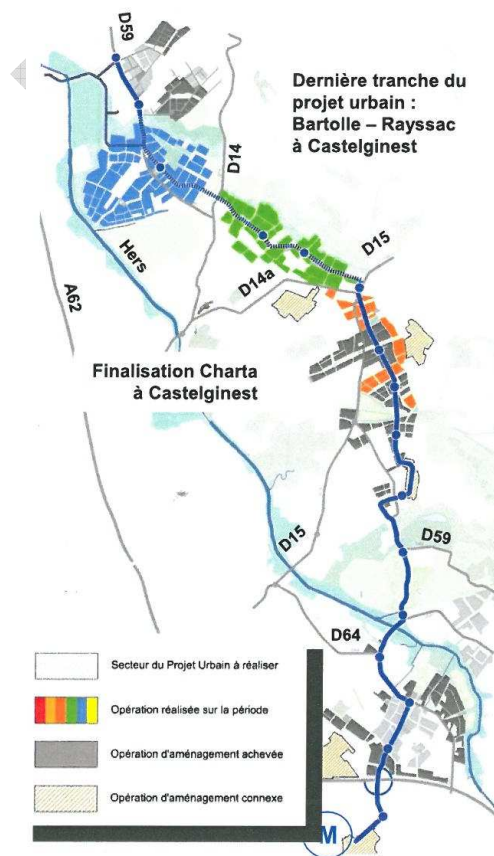 D59
Dernière tranche du
projet urbain :
Bartolle – Rayssac
à Castelginest
D14
D15
Hers
D14a
A62
Finalisation Charta
à Castelginest
D15
D59
D64
Secteur du Projet Urbain à réaliser
Opération réalisée sur la période
Opération d'aménagement achevée
Opération d'aménagement connexe
M